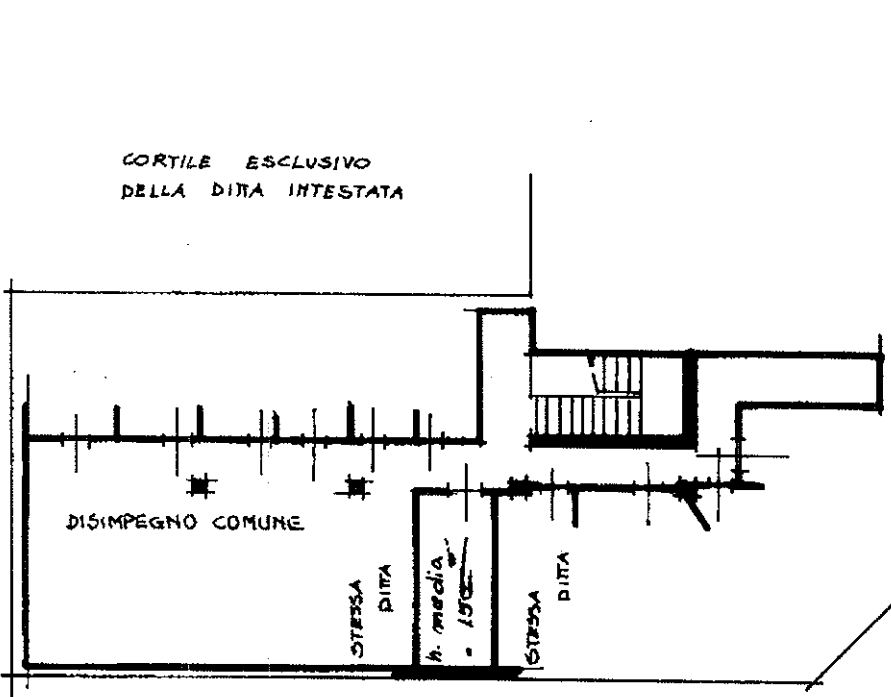 CORTILE ESCLUSIVO
DELLA DITTA INTESTATA
DISIMPEGNO COMUNE
STESSA
DITTA
h. media
STESSA
DITTA